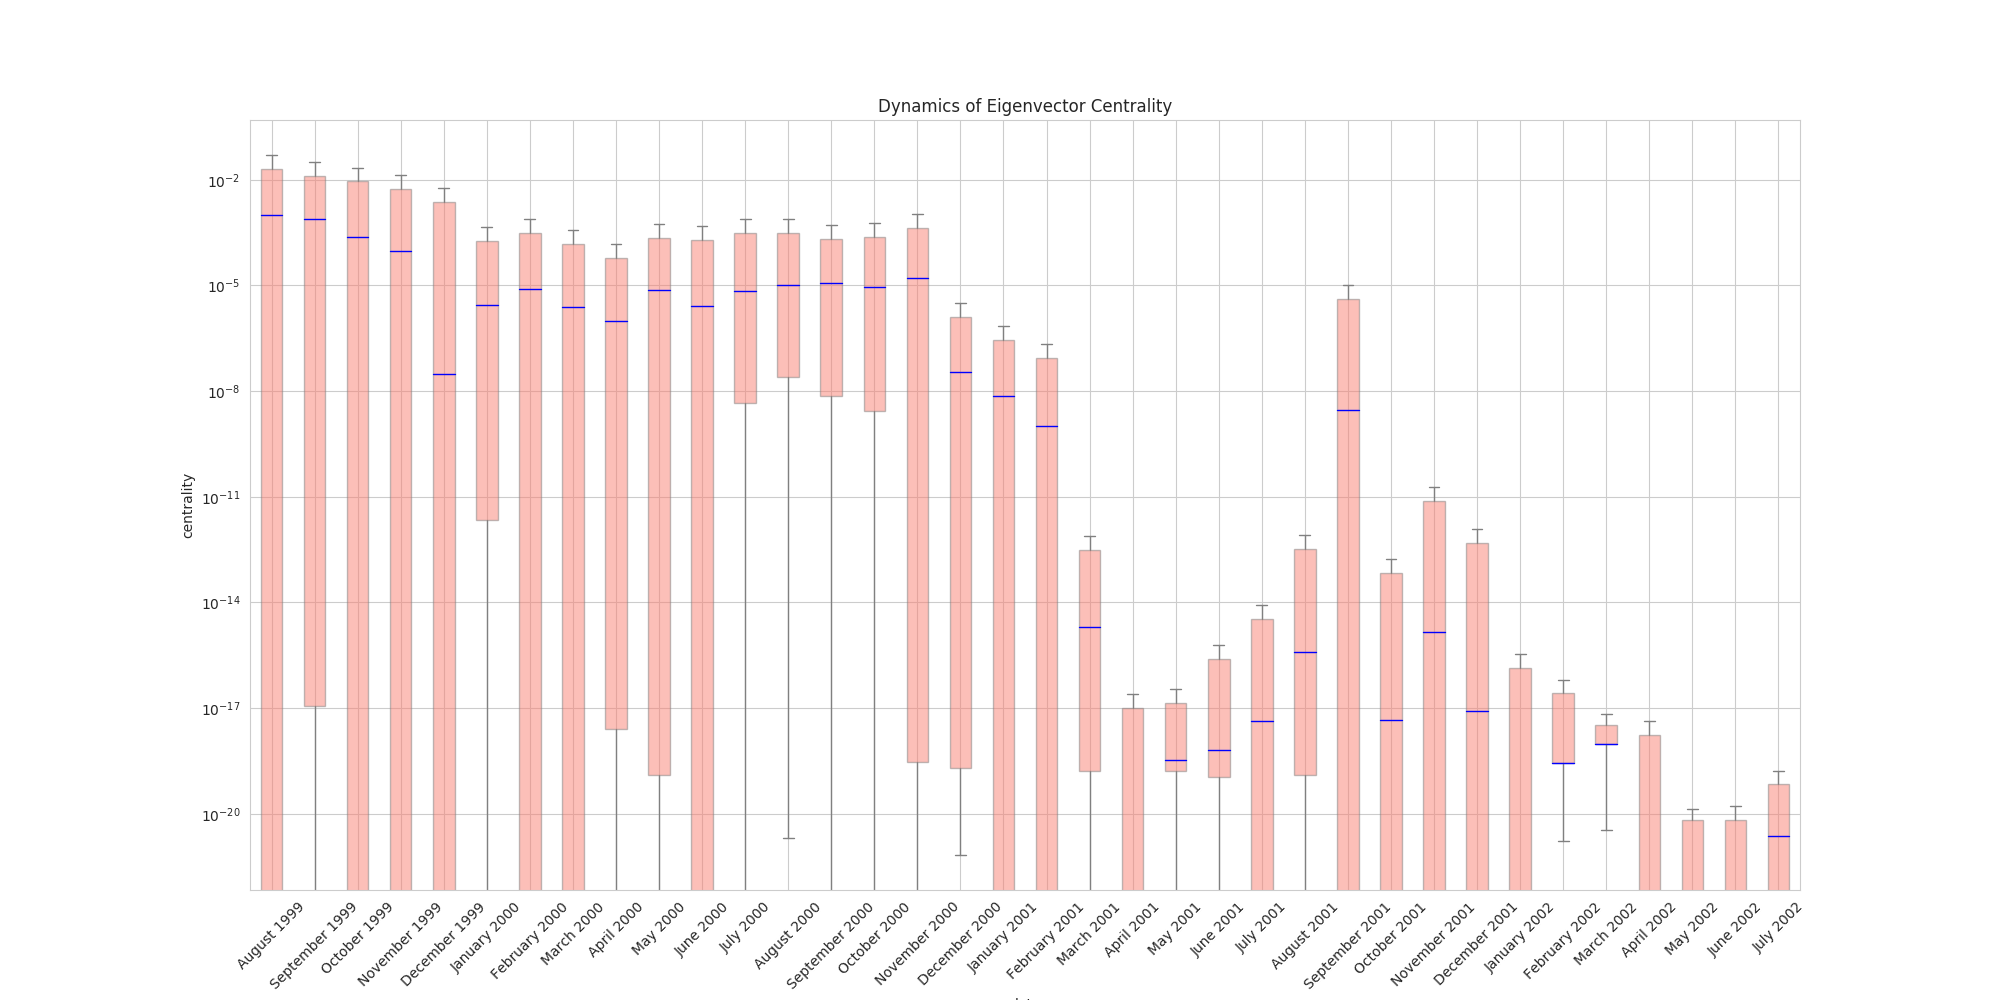 Dynamics of Eigenvector Centrality
centrality
10⁻²
10⁻⁵
10⁻⁸
10⁻¹¹
10⁻¹⁴
10⁻¹⁷
10⁻²⁰
August 1999
September 1999
October 1999
November 1999
December 1999
January 2000
February 2000
March 2000
April 2000
May 2000
June 2000
July 2000
August 2000
September 2000
October 2000
November 2000
December 2000
January 2001
February 2001
March 2001
April 2001
May 2001
June 2001
July 2001
August 2001
September 2001
October 2001
November 2001
December 2001
January 2002
February 2002
March 2002
April 2002
May 2002
June 2002
July 2002